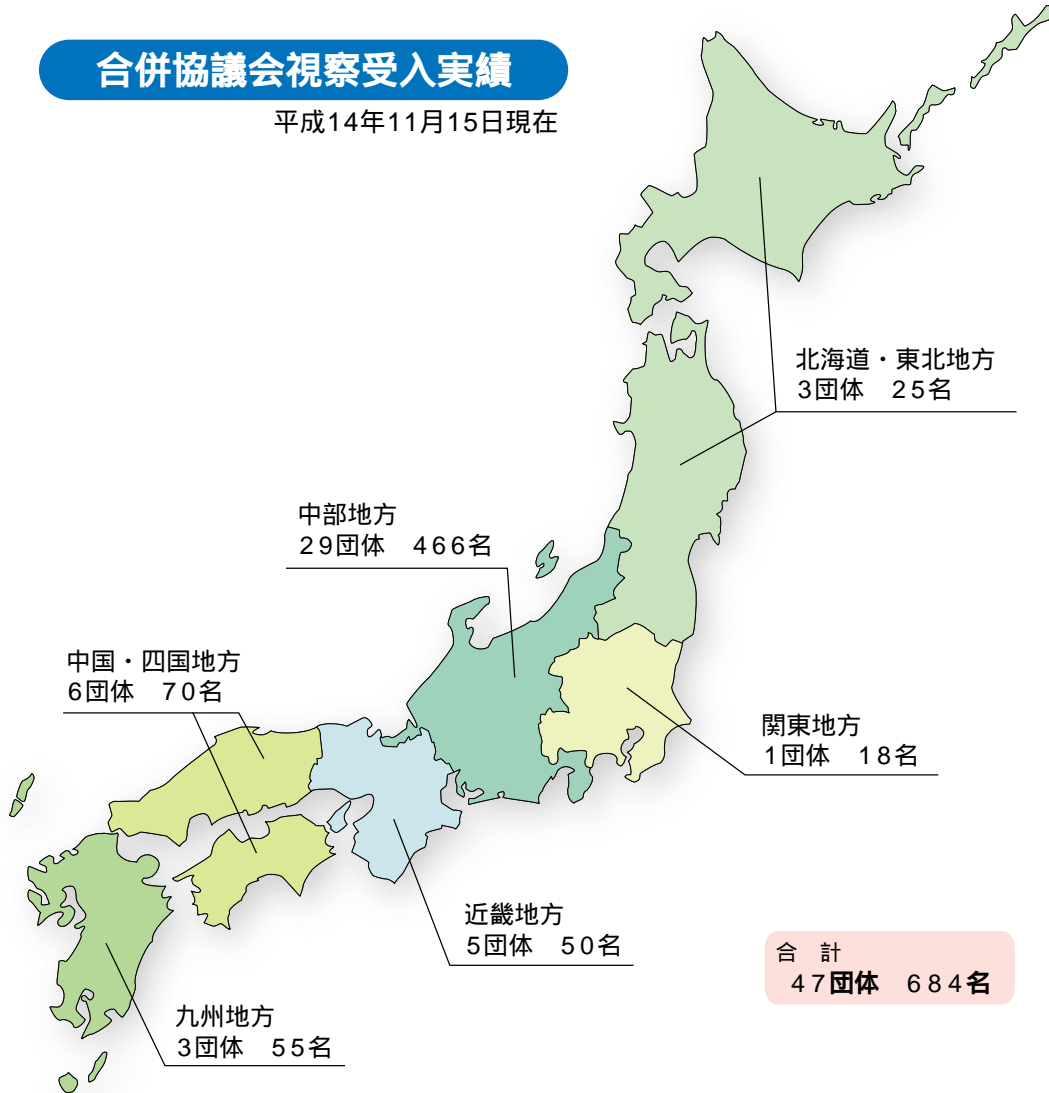 合併協議会視察受入実績
平成14年11月15日現在
北海道・東北地方
3団体　25名
中部地方
29団体　466名
中国・四国地方
6団体　70名
関東地方
1団体　18名
近畿地方
5団体　50名
九州地方
3団体　55名
合　計
47団体　684名